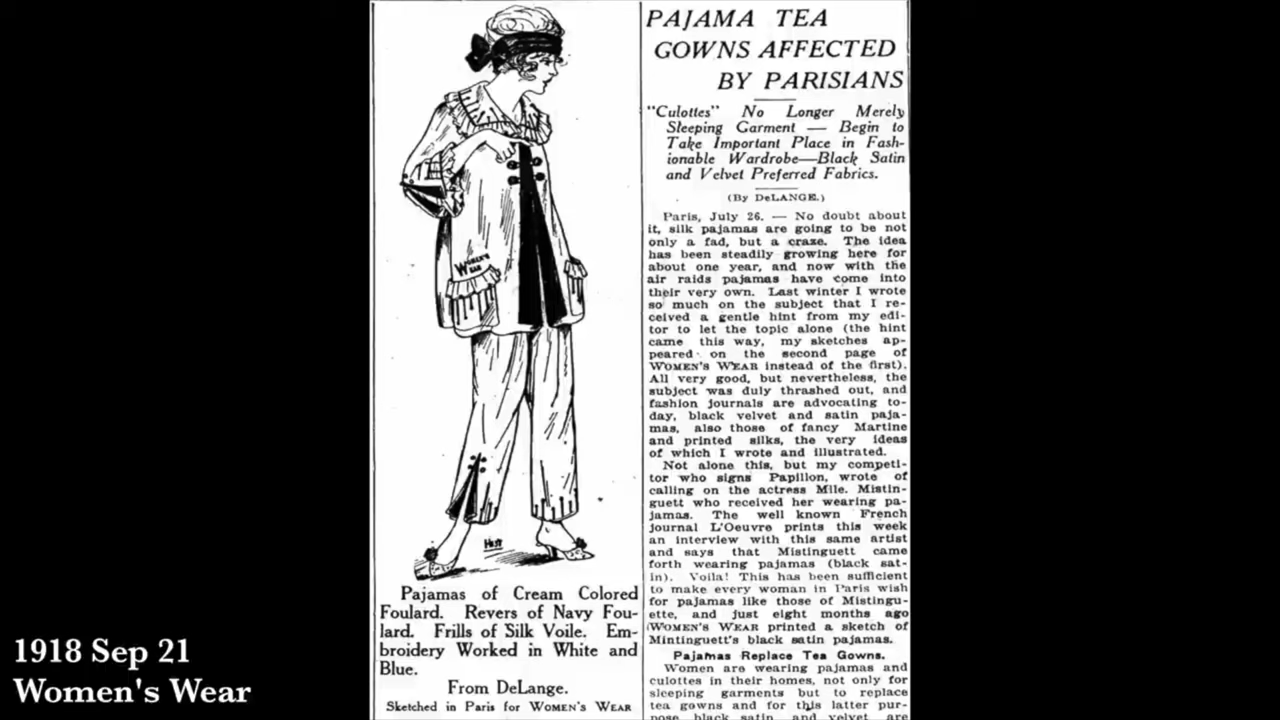 PAJAMA TEA
GOWNS AFFECTED
BY PARISIANS
"Culottes" No Longer Merely
Sleeping Garment — Begin to
Take Important Place in Fash-
ionable Wardrobe—Black Satin
and Velvet Preferred Fabrics.
(By DeLANGE.)
Paris, July 26. — No doubt about
it, silk pajamas are going to be not
only a fad, but a craze. The idea
has been steadily growing here for
about one year, and now with the
air raids pajamas have come into
their very own. Last winter I wrote
so much on the subject that I re-
ceived a gentle hint from my edi-
tor to let the topic alone (the hint
came this way, my sketches ap-
peared on the second page of
WOMEN'S WEAR instead of the first).
All very good, but nevertheless, the
subject was duly thrashed out, and
fashion journals are advocating to-
day, black velvet and satin paja-
mas, also those of fancy Martine
and printed silks, the very ideas
of which I wrote and illustrated.
Not alone this, but my competi-
tor who signs Papillon, wrote of
calling on the actress Mlle. Mistin-
guett who received her wearing pa-
jamas. The well known French
journal L'Oeuvre prints this week
an interview with this same artist
and says that Mistinguett came
forth wearing pajamas (black sat-
in). Voila! This has been sufficient
to make every woman in Paris wish
for pajamas like those of Mistingu-
ette, and just eight months ago
WOMEN'S WEAR printed a sketch of
Mintinguett's black satin pajamas.
Pajamas Replace Tea Gowns.
Women are wearing pajamas and
culottes in their homes, not only for
sleeping garments but to replace
tea gowns and for this latter pur-
pose black satin and velvet are
WOMEN'S
WEAR
Pajamas of Cream Colored
Foulard. Revers of Navy Fou-
lard. Frills of Silk Voile. Em-
broidery Worked in White and
Blue.
From DeLange.
Sketched in Paris for WOMEN'S WEAR
1918 Sep 21
Women's Wear